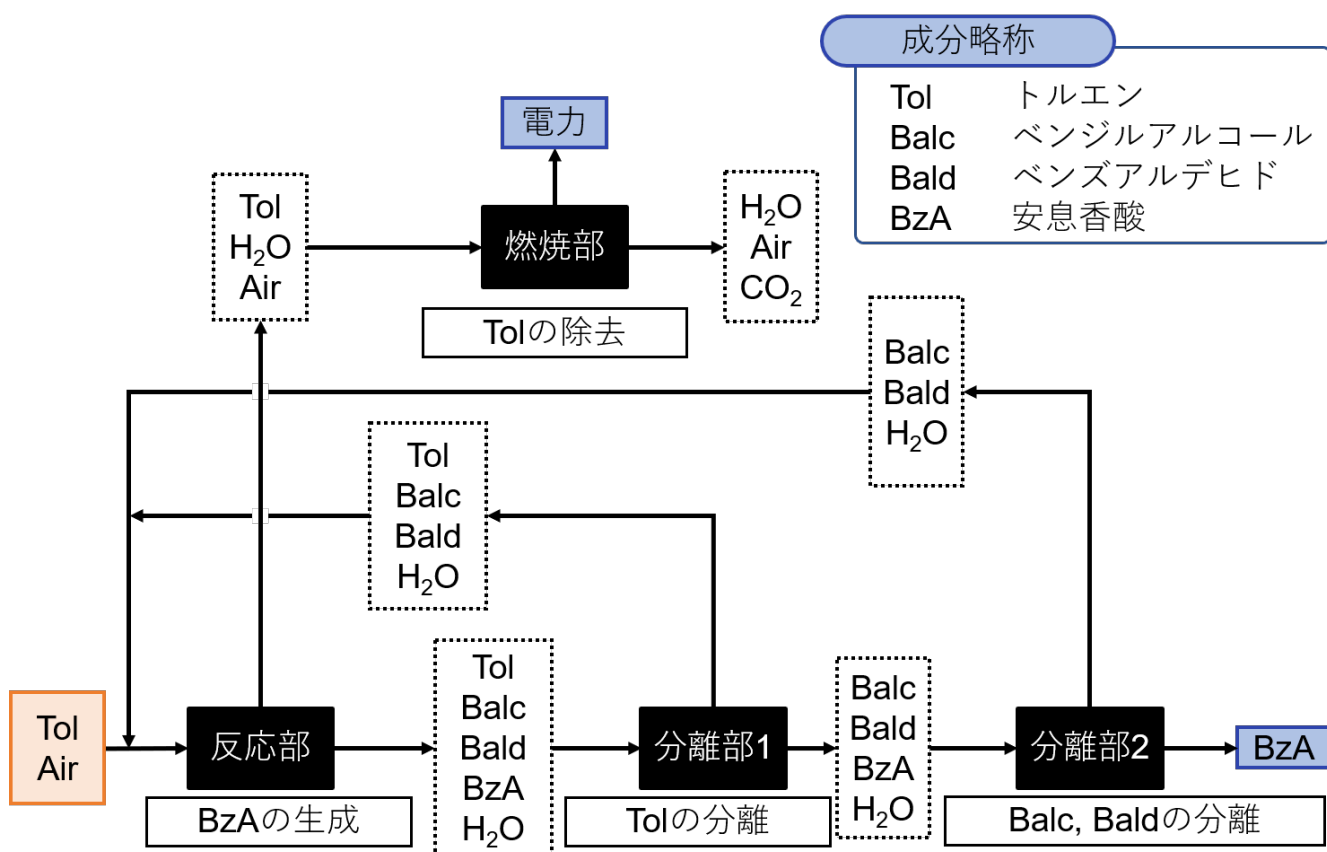 成分略称
Tol トルエン
Balc ベンジルアルコール
Bald ベンズアルデヒド
BzA 安息香酸
電力
Tol
H₂O
Air
燃焼部
H₂O
Air
CO₂
Tolの除去
Balc
Bald
H₂O
Tol
Balc
Bald
H₂O
Tol
Air
反応部
BzAの生成
Tol
Balc
Bald
BzA
H₂O
分離部1
Tolの分離
Balc
Bald
BzA
H₂O
分離部2
Balc, Baldの分離
BzA